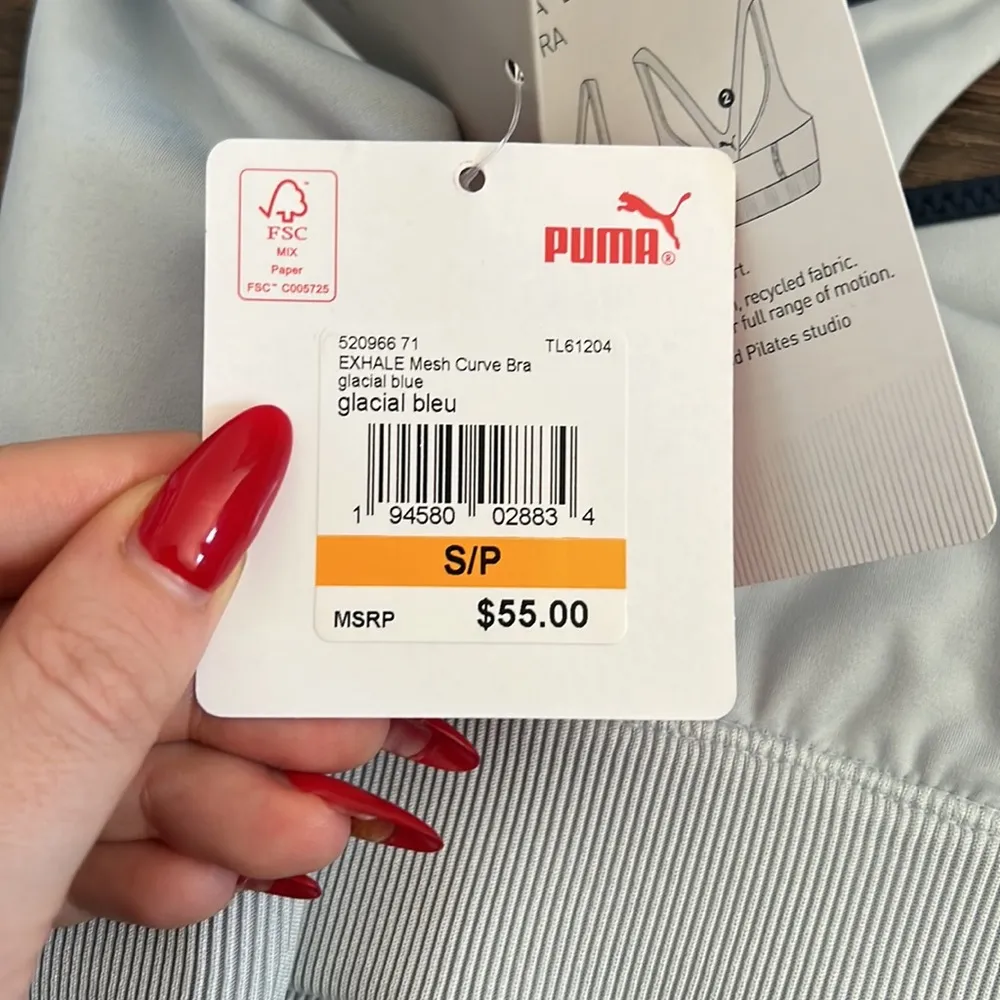 RA
2
FSC
MIX
Paper
FSC™ C005725
PUMA®
520966 71 TL61204
EXHALE Mesh Curve Bra
glacial blue
glacial bleu
1 94580 02883 4
S/P
MSRP $55.00
recycled fabric.
full range of motion.
Pilates studio